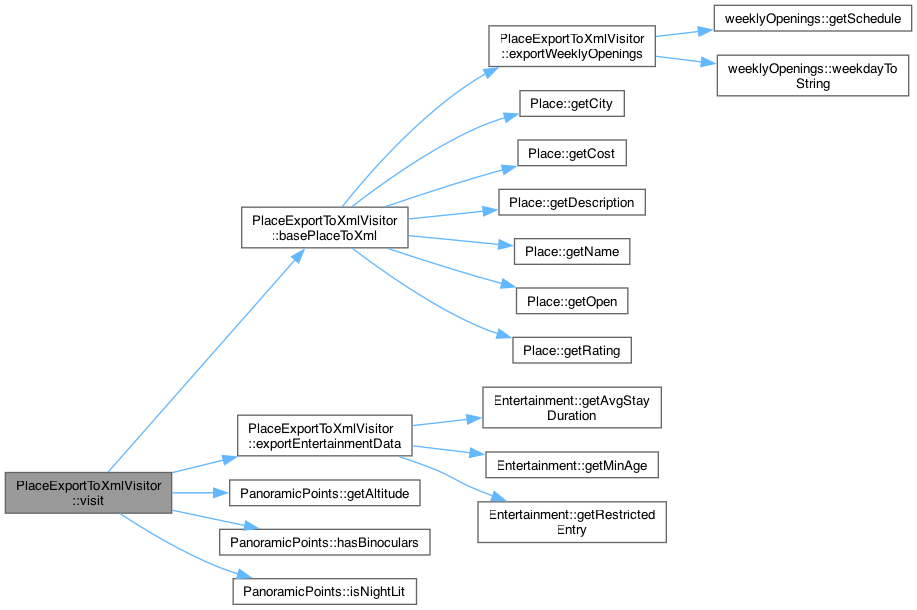 weeklyOpenings::getSchedule
PlaceExportToXmlVisitor
::exportWeeklyOpenings
weeklyOpenings::weekdayTo
String
Place::getCity
Place::getCost
Place::getDescription
PlaceExportToXmlVisitor
::basePlaceToXml
Place::getName
Place::getOpen
Place::getRating
Entertainment::getAvgStay
Duration
PlaceExportToXmlVisitor
::exportEntertainmentData
Entertainment::getMinAge
PlaceExportToXmlVisitor
::visit
PanoramicPoints::getAltitude
Entertainment::getRestricted
Entry
PanoramicPoints::hasBinoculars
PanoramicPoints::isNightLit